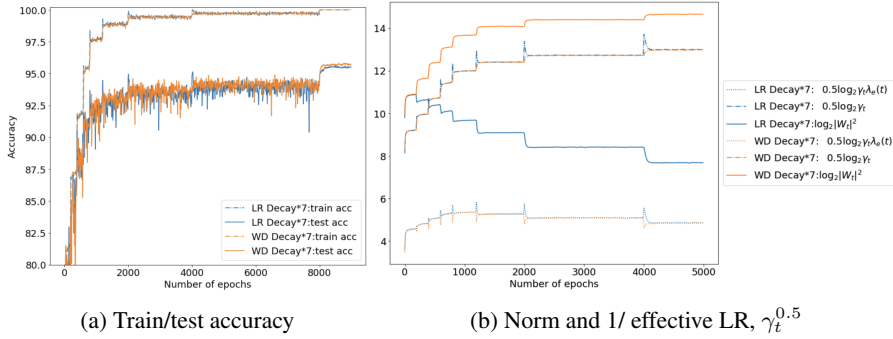 100.0
97.5
95.0
92.5
90.0
87.5
85.0
82.5
80.0
Accuracy
0
2000
4000
6000
8000
Number of epochs
LR Decay*7:train acc
LR Decay*7:test acc
WD Decay*7:train acc
WD Decay*7:test acc
(a) Train/test accuracy
14
12
10
8
6
4
0
1000
2000
3000
4000
5000
Number of epochs
LR Decay*7: 0.5log₂γₜλₑ(t)
LR Decay*7: 0.5log₂γₜ
LR Decay*7:log₂|Wₜ|²
WD Decay*7: 0.5log₂γₜλₑ(t)
WD Decay*7: 0.5log₂γₜ
WD Decay*7:log₂|Wₜ|²
(b) Norm and 1/ effective LR, γₜ⁰·⁵